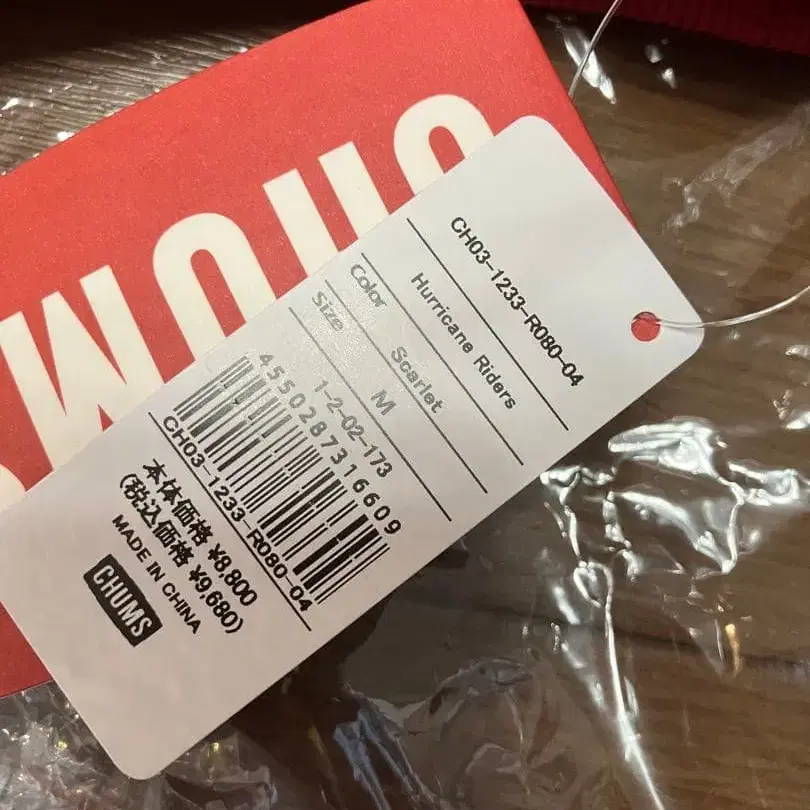 CHUMS
CH03-1233-R080-04
Hurricane Riders
Color Scarlet
Size M
1-2-02-173
4550287316609
CH03-1233-R080-04
本体価格 ¥8,800
(税込価格 ¥9,680)
MADE IN CHINA
CHUMS